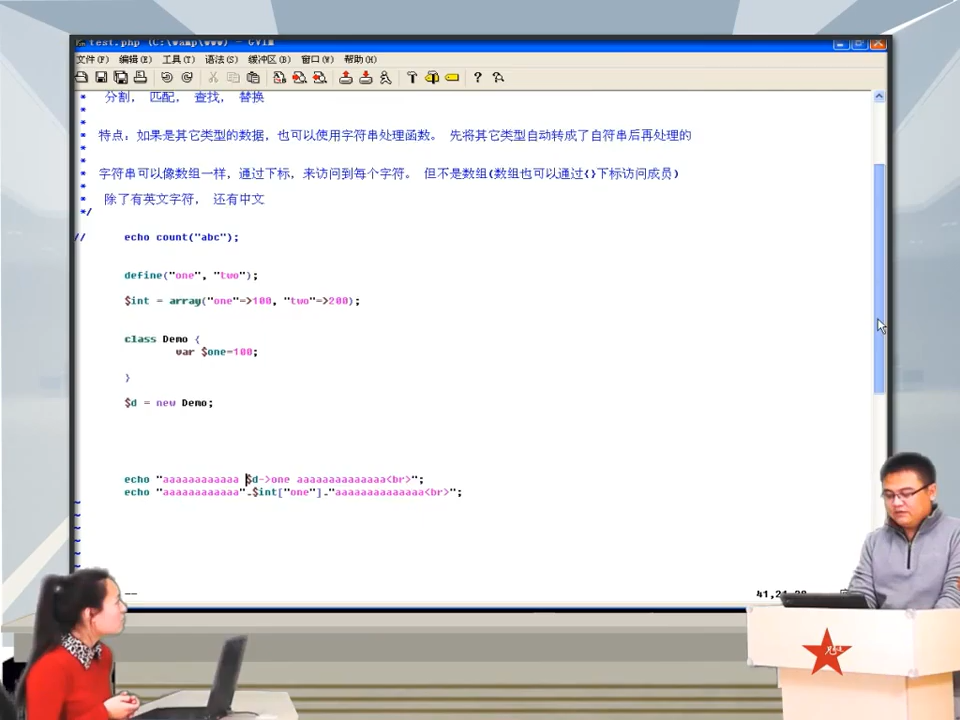 test.php (C:\wamp\www) - GVIM
文件(F) 编辑(E) 工具(T) 语法(S) 缓冲区(B) 窗口(W) 帮助(H)
* 分割， 匹配， 查找， 替换
*
*
* 特点：如果是其它类型的数据，也可以使用字符串处理函数。 先将其它类型自动转成了自符串后再处理的
*
*
* 字符串可以像数组一样，通过下标，来访问到每个字符。 但不是数组(数组也可以通过{}下标访问成员)
*
* 除了有英文字符， 还有中文
*/
// echo count("abc");
define("one", "two");
$int = array("one"=>100, "two"=>200);
class Demo {
var $one=100;
}
$d = new Demo;
echo "aaaaaaaaaaaa $d->one aaaaaaaaaaaaaa<br>";
echo "aaaaaaaaaaaa".$int["one"]."aaaaaaaaaaaaaa<br>";
~
~
~
~
~
--